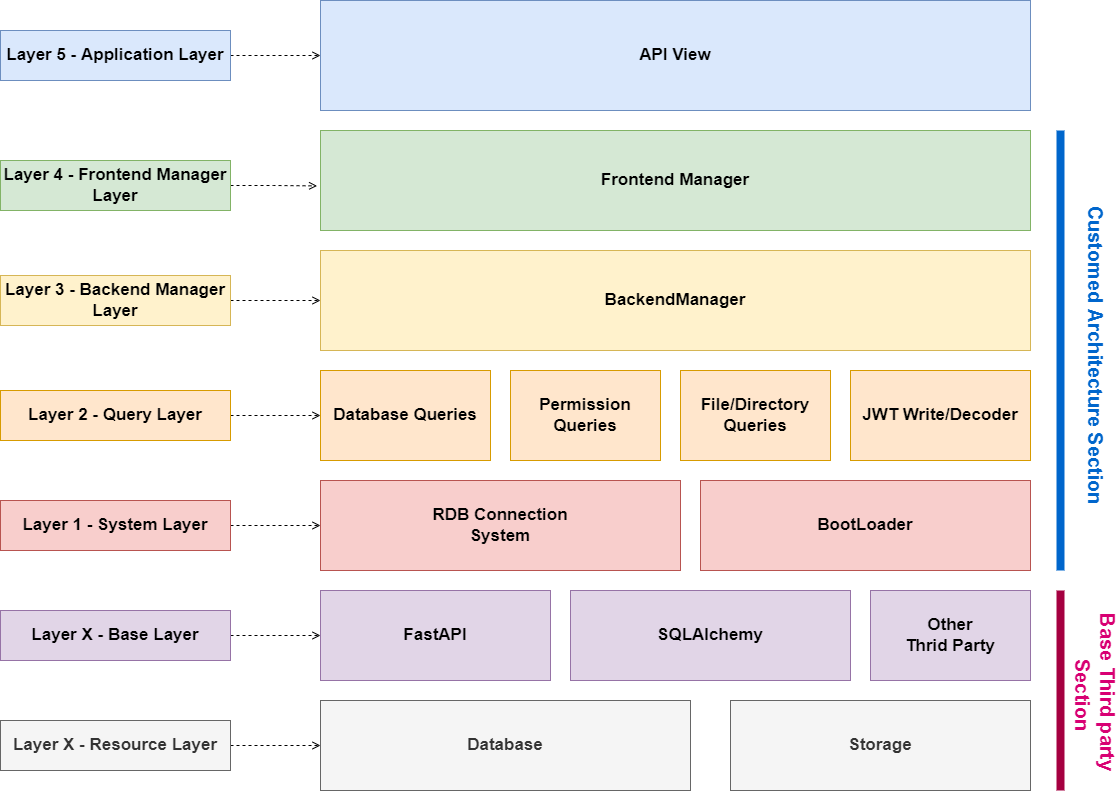 Layer 5 - Application Layer
API View
Layer 4 - Frontend Manager
Layer
Frontend Manager
Layer 3 - Backend Manager
Layer
BackendManager
Layer 2 - Query Layer
Database Queries
Permission
Queries
File/Directory
Queries
JWT Write/Decoder
Layer 1 - System Layer
RDB Connection
System
BootLoader
Customed Architecture Section
Layer X - Base Layer
FastAPI
SQLAlchemy
Other
Thrid Party
Layer X - Resource Layer
Database
Storage
Base Third party
Section